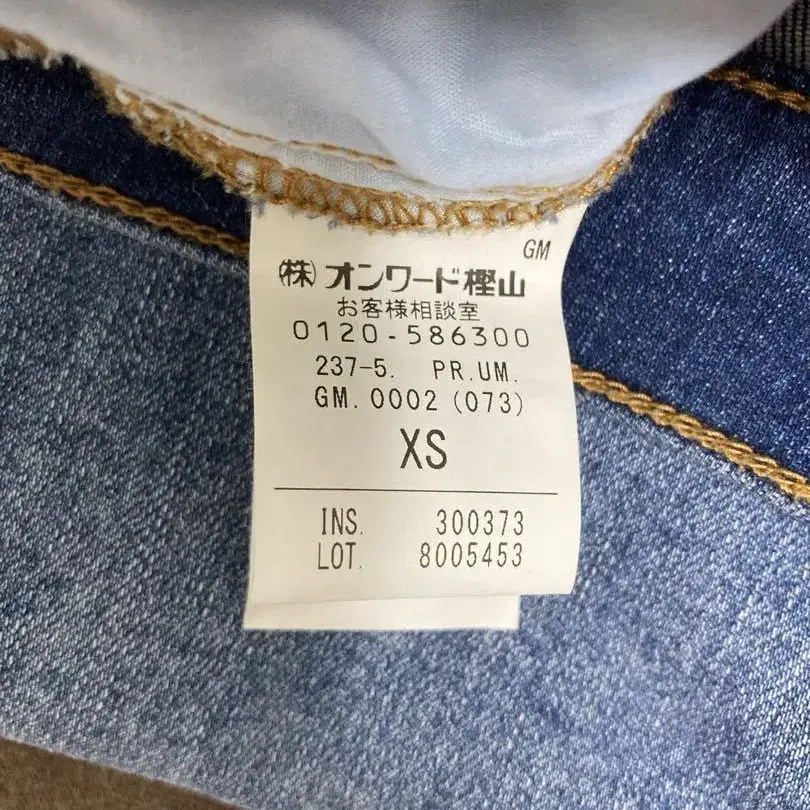 GM
(株)オンワード樫山
お客様相談室
0120-586300
237-5. PR.UM.
GM.0002(073)
XS
INS. 300373
LOT. 8005453